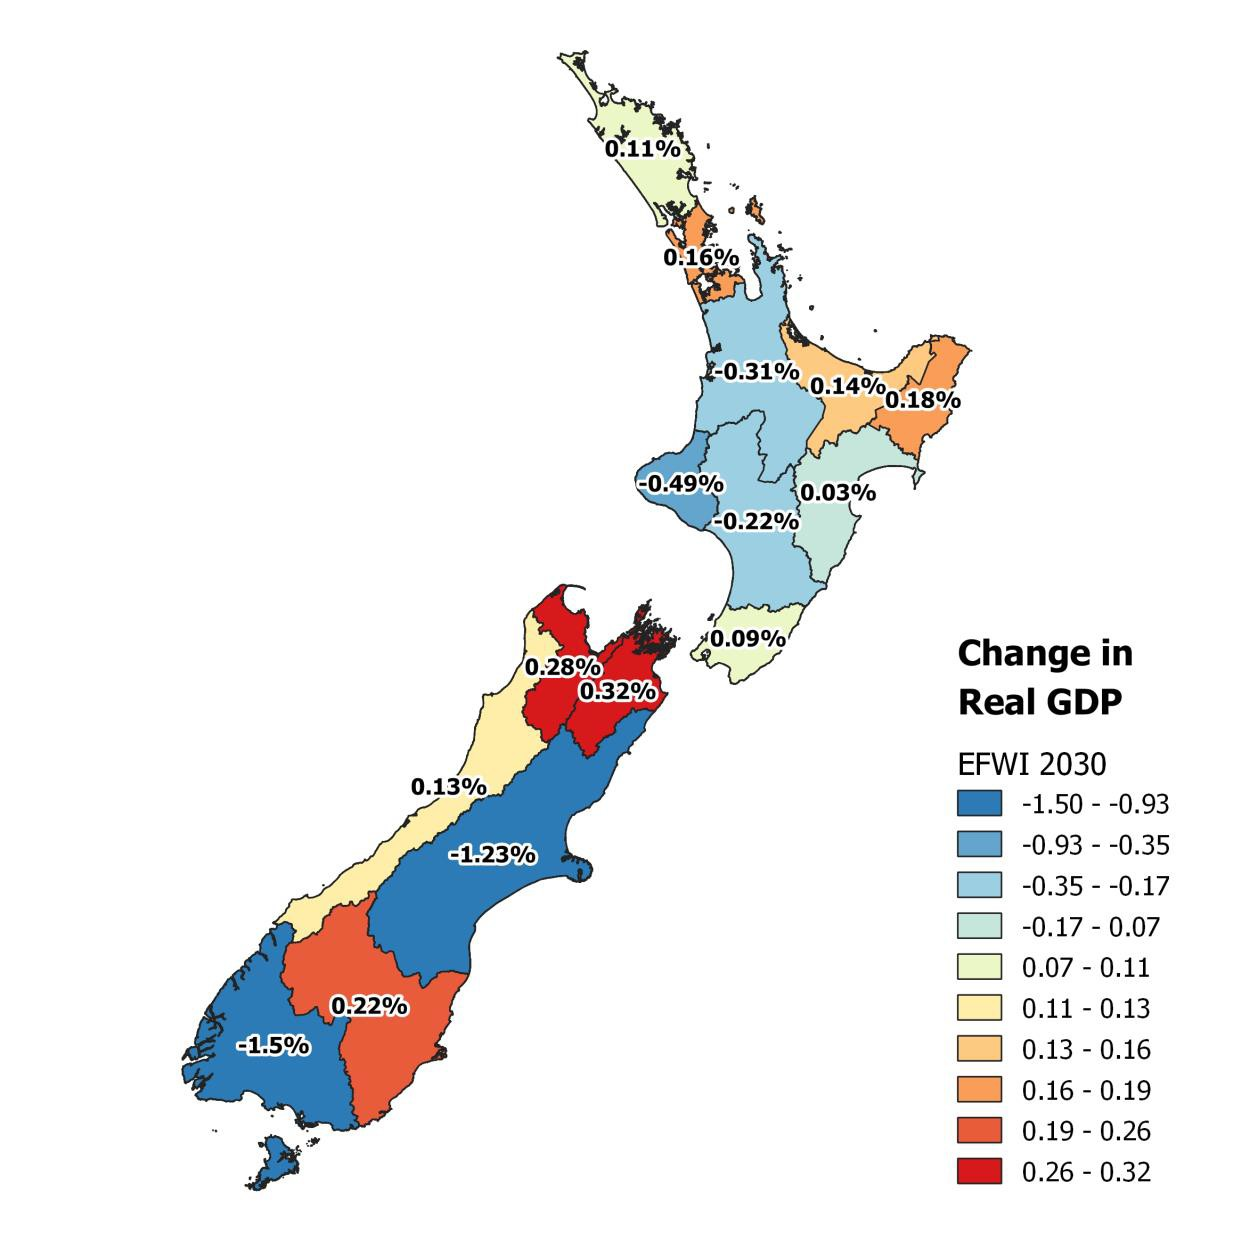 0.11%
0.16%
-0.31%
0.14%
0.18%
-0.49%
0.03%
-0.22%
0.09%
0.28%
0.32%
0.13%
-1.23%
0.22%
-1.5%
Change in
Real GDP
EFWI 2030
-1.50 - -0.93
-0.93 - -0.35
-0.35 - -0.17
-0.17 - 0.07
0.07 - 0.11
0.11 - 0.13
0.13 - 0.16
0.16 - 0.19
0.19 - 0.26
0.26 - 0.32